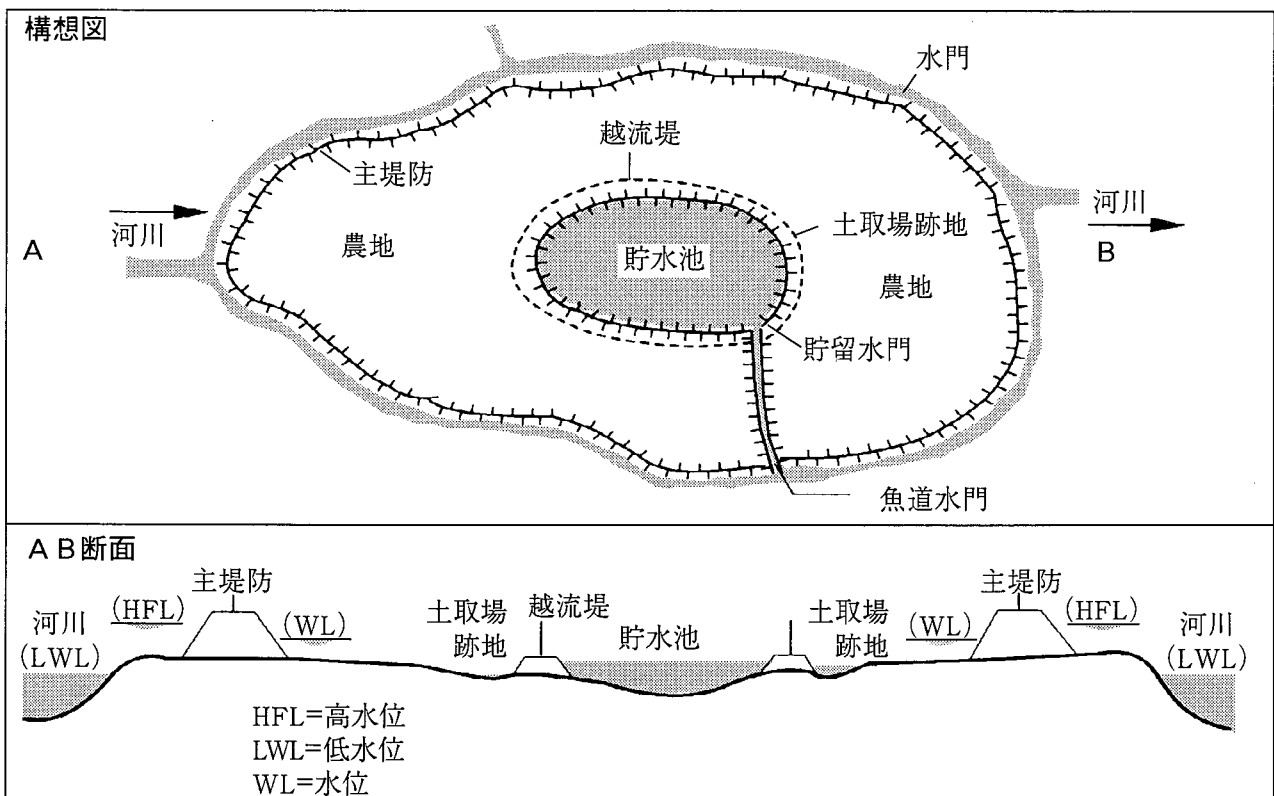 構想図
水門
越流堤
主堤防
河川
A
農地
貯水池
土取場跡地
農地
河川
B
貯留水門
魚道水門
A B断面
主堤防
河川
(HFL)
(LWL)
(WL)
土取場
跡地
越流堤
貯水池
土取場
跡地
主堤防
(WL)
(HFL)
河川
(LWL)
HFL=高水位
LWL=低水位
WL=水位